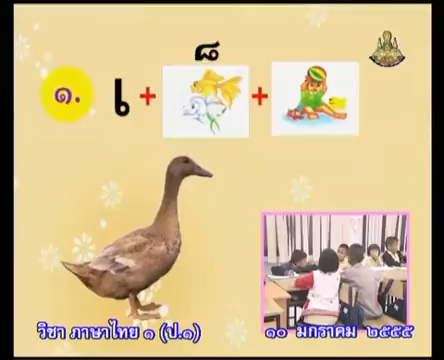 ็
๑. เ + +
วิชา ภาษาไทย ๑ (ป.๑)
๑๐ มกราคม ๒๕๕๕